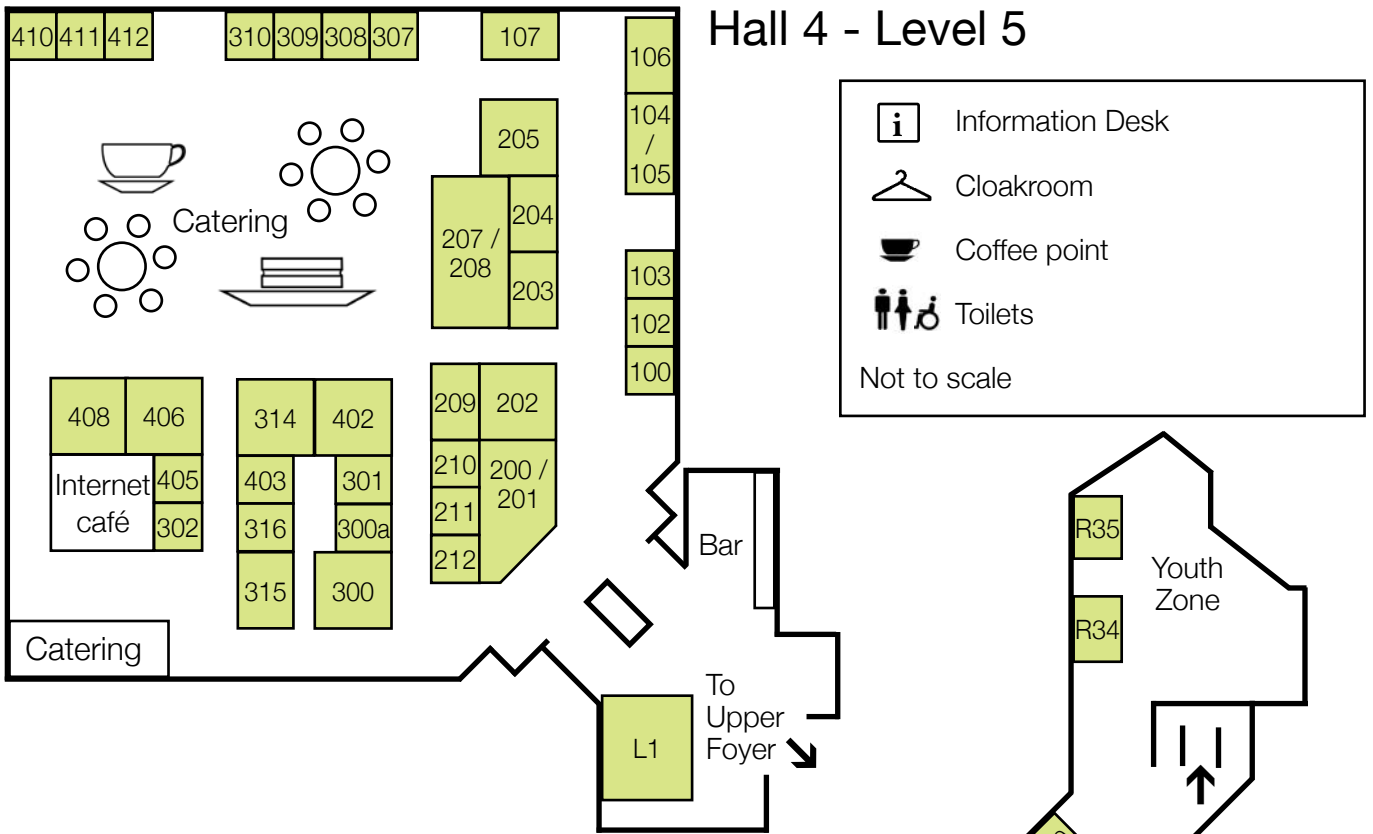 Hall 4 - Level 5
410 411 412
310 309 308 307
107
106
104
/
105
205
204
207 /
208
203
103
102
100
Catering
i Information Desk
Cloakroom
Coffee point
Toilets
Not to scale
408 406
Internet
café
405
302
314 402
403 301
316 300a
315 300
209 202
210
200 /
201
211
212
Catering
Bar
To
Upper
Foyer
L1
R35
Youth
Zone
R34